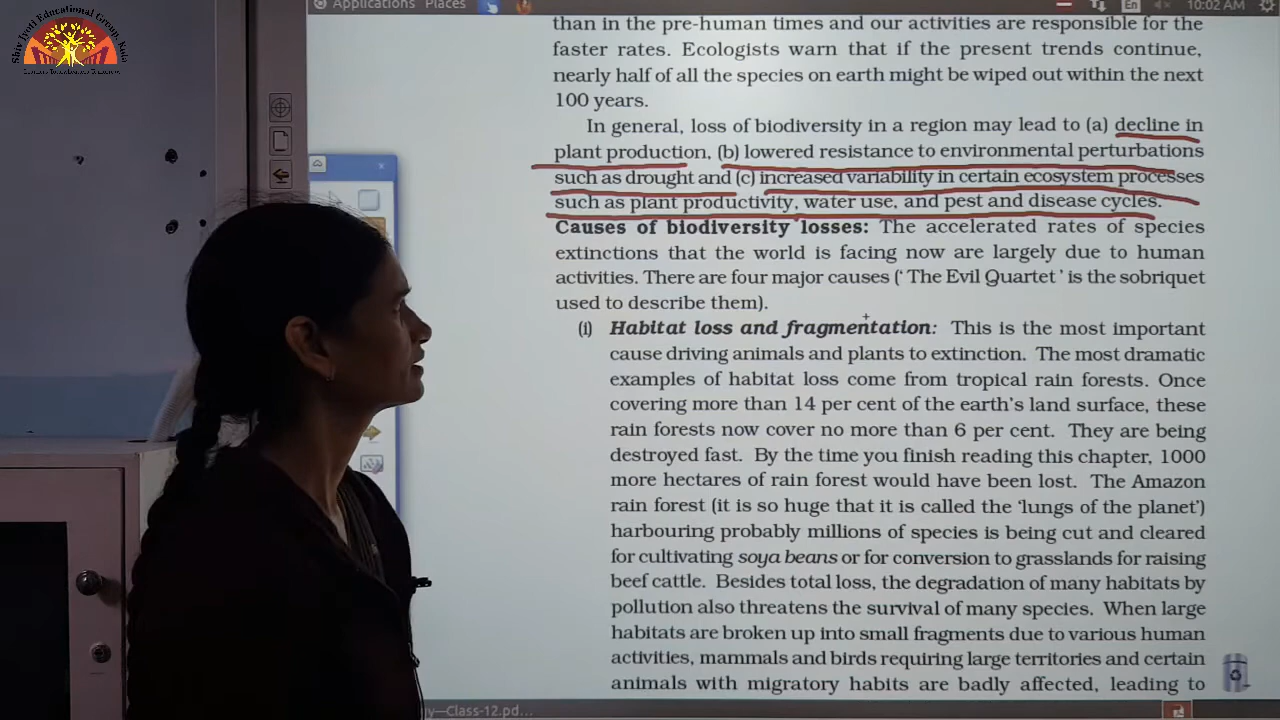 Shiv Jyoti Educational Group, Kota
Applications Places En 10:02 AM
than in the pre-human times and our activities are responsible for the
faster rates. Ecologists warn that if the present trends continue,
nearly half of all the species on earth might be wiped out within the next
100 years.
In general, loss of biodiversity in a region may lead to (a) decline in
plant production, (b) lowered resistance to environmental perturbations
such as drought and (c) increased variability in certain ecosystem processes
such as plant productivity, water use, and pest and disease cycles.
Causes of biodiversity losses: The accelerated rates of species
extinctions that the world is facing now are largely due to human
activities. There are four major causes (‘ The Evil Quartet ’ is the sobriquet
used to describe them).
(i) Habitat loss and fragmentation: This is the most important
cause driving animals and plants to extinction. The most dramatic
examples of habitat loss come from tropical rain forests. Once
covering more than 14 per cent of the earth’s land surface, these
rain forests now cover no more than 6 per cent. They are being
destroyed fast. By the time you finish reading this chapter, 1000
more hectares of rain forest would have been lost. The Amazon
rain forest (it is so huge that it is called the ‘lungs of the planet’)
harbouring probably millions of species is being cut and cleared
for cultivating soya beans or for conversion to grasslands for raising
beef cattle. Besides total loss, the degradation of many habitats by
pollution also threatens the survival of many species. When large
habitats are broken up into small fragments due to various human
activities, mammals and birds requiring large territories and certain
animals with migratory habits are badly affected, leading to
y—Class-12.pd...